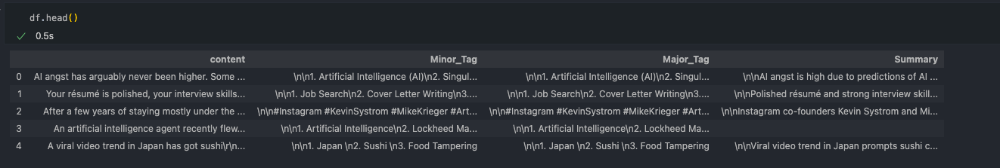 df.head()
✓ 0.5s
content Minor_Tag Major_Tag Summary
0 AI angst has arguably never been higher. Some ... \n\n1. Artificial Intelligence (AI)\n2. Singul... \n\n1. Artificial Intelligence (AI)\n2. Singul... \n\nAI angst is high due to predictions of AI ...
1 Your résumé is polished, your interview skills... \n\n1. Job Search\n2. Cover Letter Writing\n3.... \n\n1. Job Search\n2. Cover Letter Writing\n3.... \n\nPolished résumé and strong interview skill...
2 After a few years of staying mostly under the ... \n\n#Instagram #KevinSystrom #MikeKrieger #Art... \n\n#Instagram #KevinSystrom #MikeKrieger #Art... \n\nInstagram co-founders Kevin Systrom and Mi...
3 An artificial intelligence agent recently flew... \n\n1. Artificial Intelligence\n2. Lockheed Ma... \n\n1. Artificial Intelligence\n2. Lockheed Ma...
4 A viral video trend in Japan has got sushi\r\n... \n\n1. Japan \n2. Sushi \n3. Food Tampering \n\n1. Japan \n2. Sushi \n3. Food Tampering \n\nViral video trend in Japan prompts sushi c...